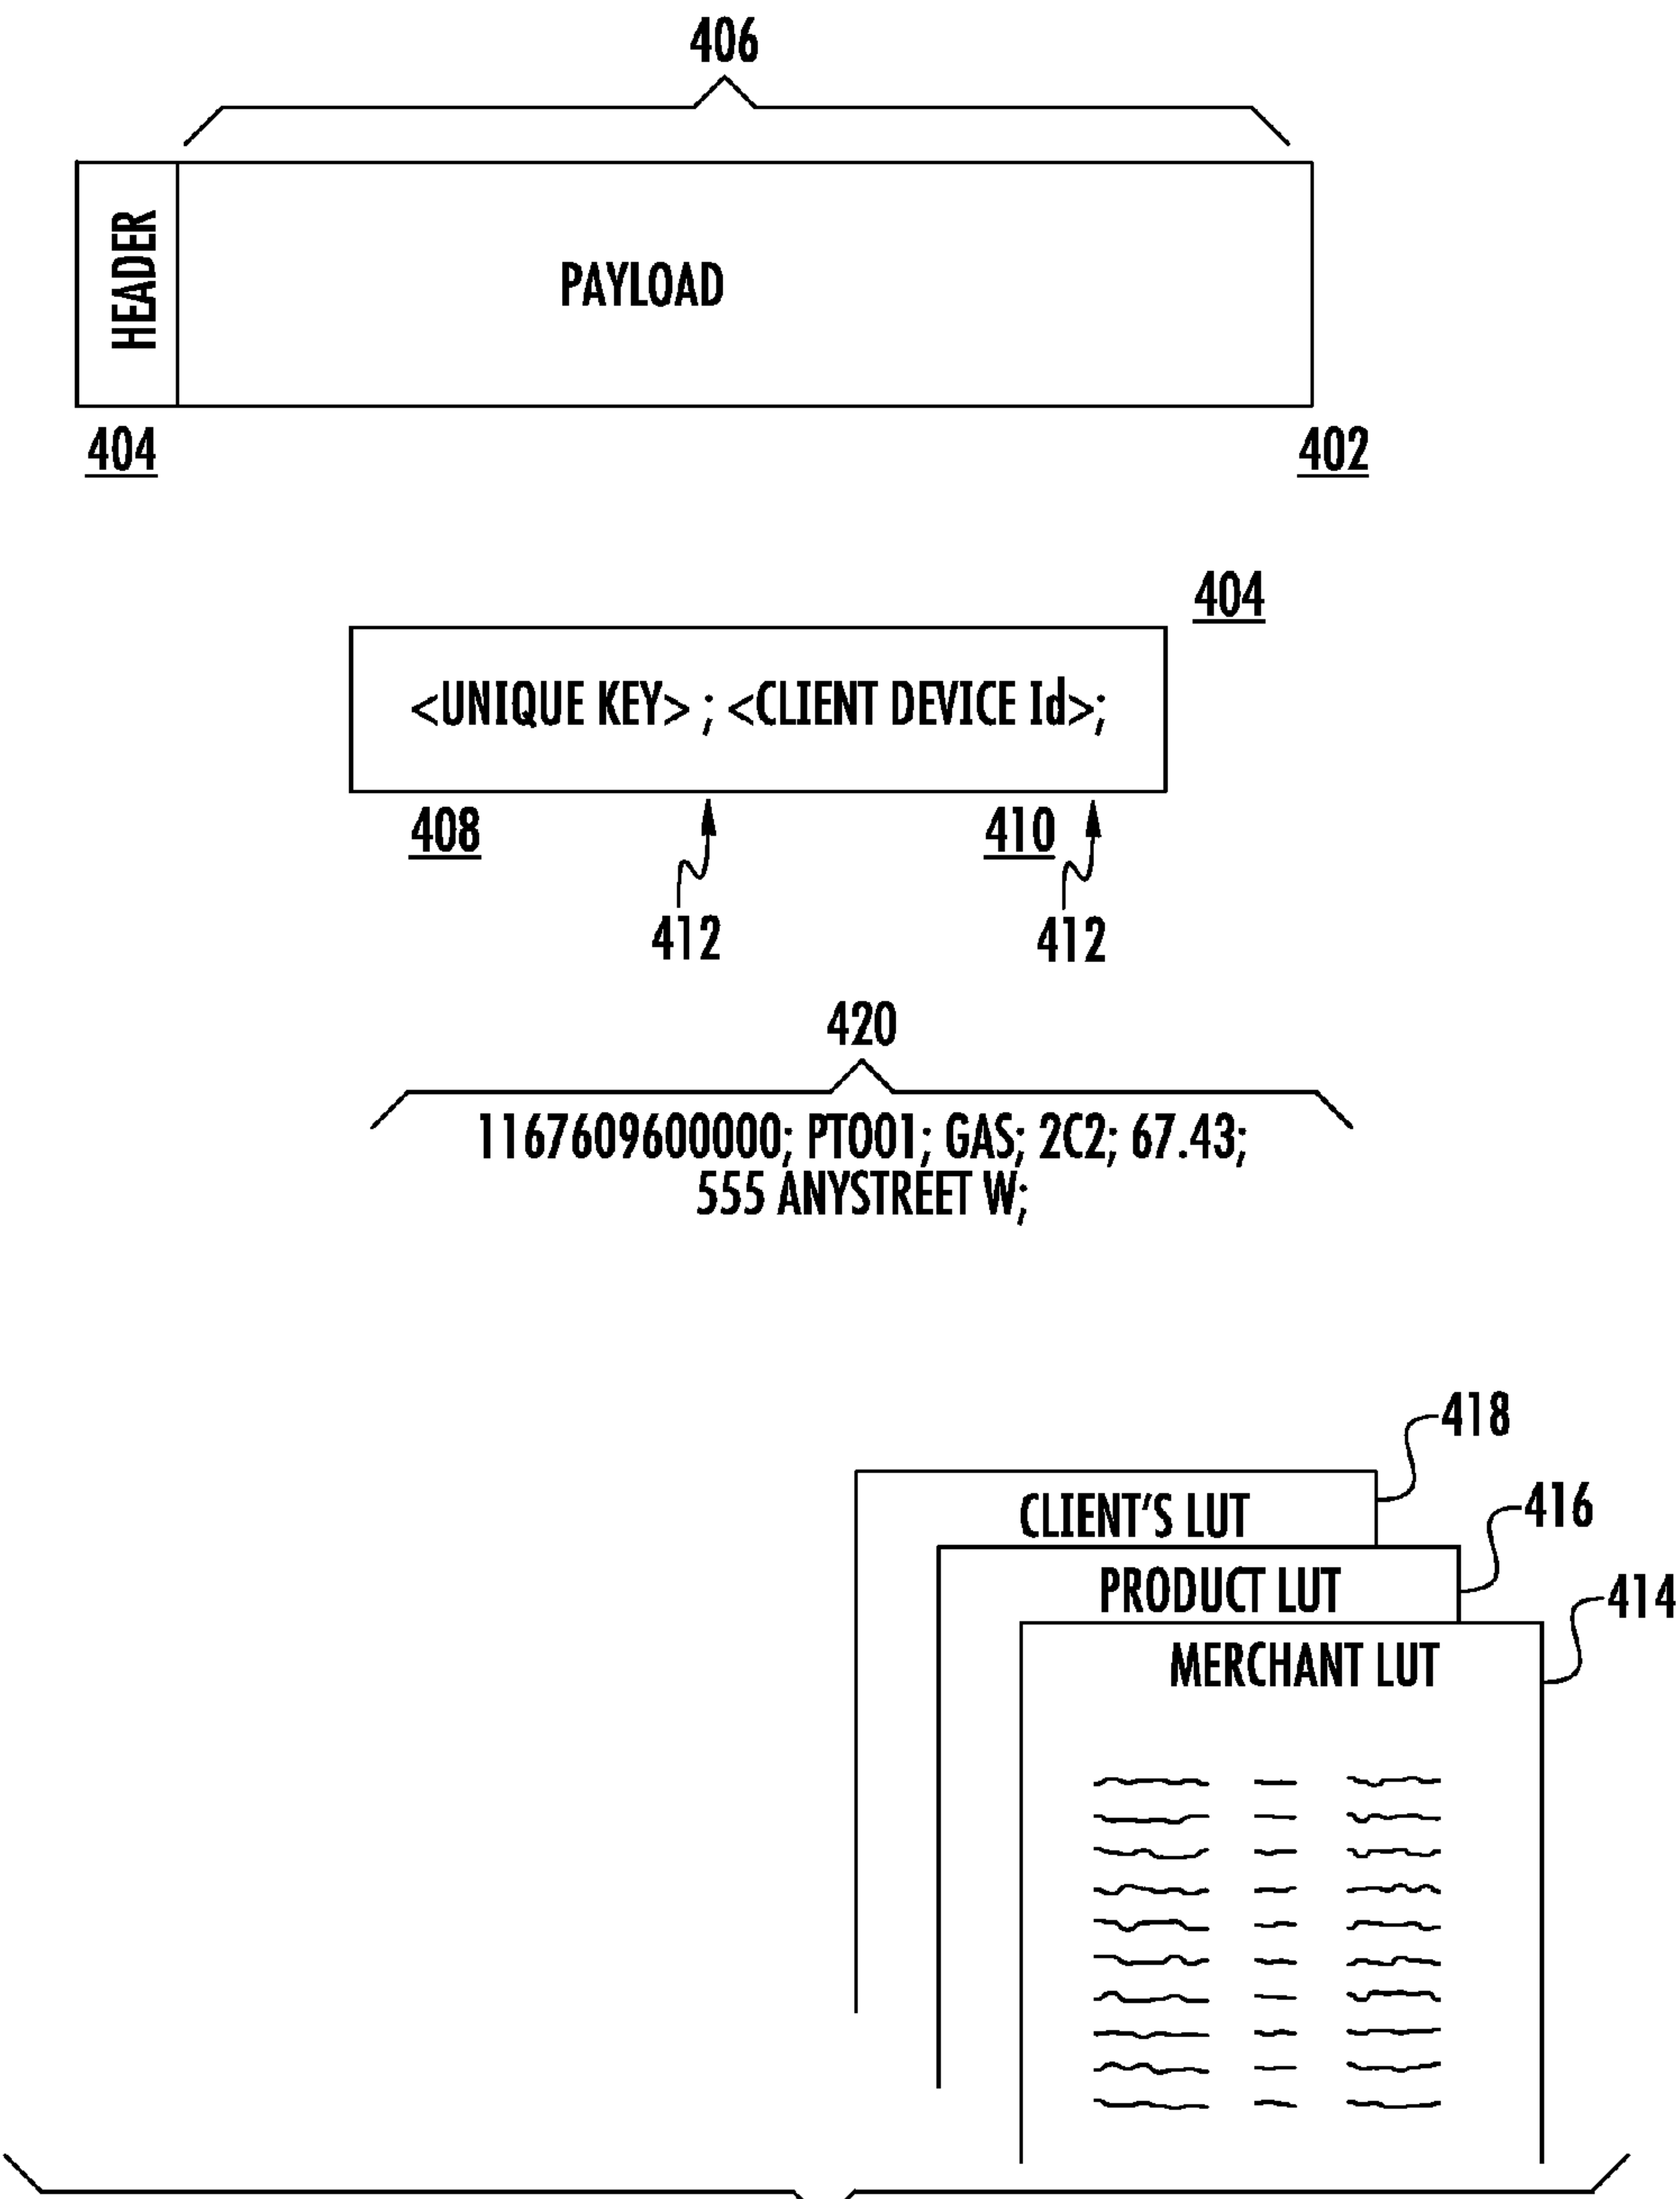 406
HEADER
PAYLOAD
404
402
404
<UNIQUE KEY> ; <CLIENT DEVICE Id>;
408
410
412
412
420
1167609600000; PT001; GAS; 2C2; 67.43;
555 ANYSTREET W;
418
CLIENT'S LUT
416
PRODUCT LUT
414
MERCHANT LUT